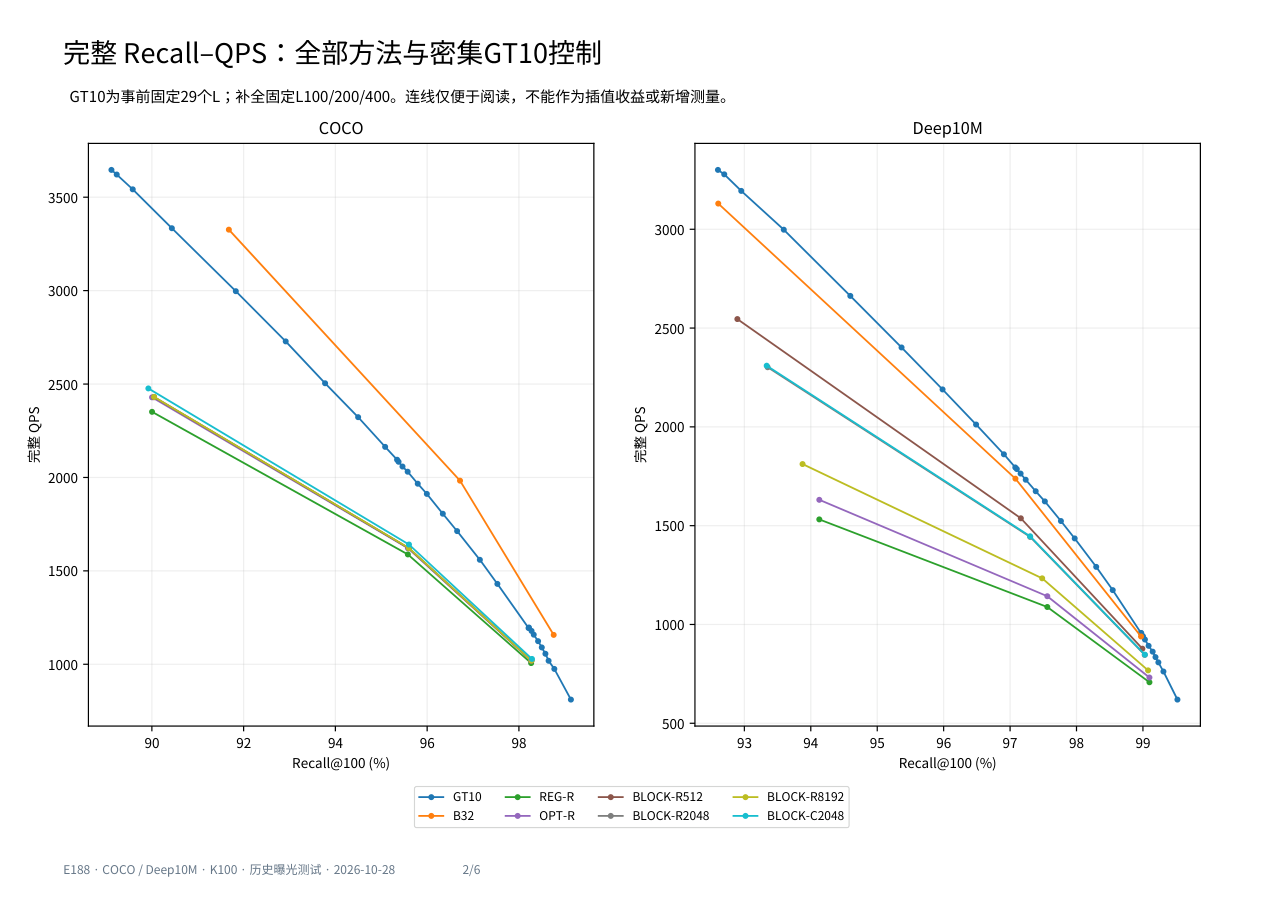 完整 Recall–QPS：全部方法与密集GT10控制
GT10为事前固定29个L；补全固定L100/200/400。连线仅便于阅读，不能作为插值收益或新增测量。
COCO
3500
3000
2500
2000
1500
1000
完整 QPS
90 92 94 96 98
Recall@100 (%)
Deep10M
3000
2500
2000
1500
1000
500
完整 QPS
93 94 95 96 97 98 99
Recall@100 (%)
GT10 REG-R BLOCK-R512 BLOCK-R8192
B32 OPT-R BLOCK-R2048 BLOCK-C2048
E188 · COCO / Deep10M · K100 · 历史曝光测试 · 2026-10-28 2/6